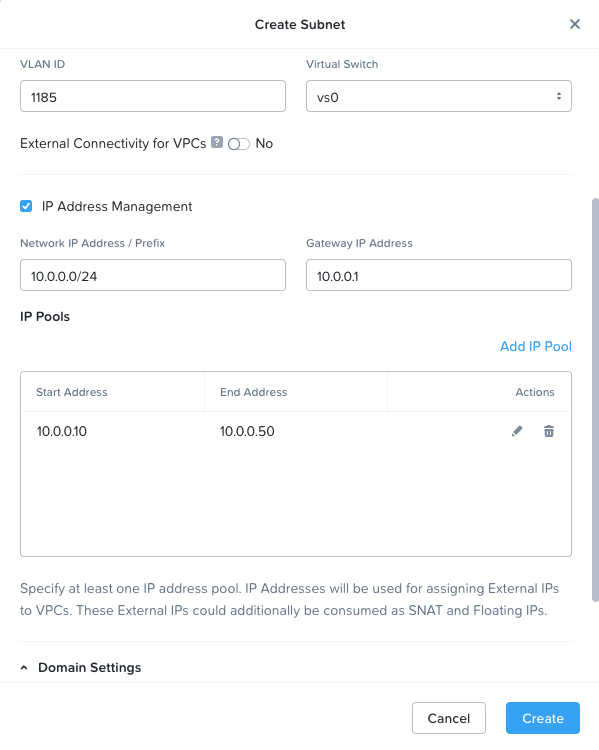 Create Subnet
VLAN ID
Virtual Switch
1185
vs0
External Connectivity for VPCs ? No
IP Address Management
Network IP Address / Prefix
Gateway IP Address
10.0.0.0/24
10.0.0.1
IP Pools
Add IP Pool
Start Address
End Address
Actions
10.0.0.10
10.0.0.50
Specify at least one IP address pool. IP Addresses will be used for assigning External IPs
to VPCs. These External IPs could additionally be consumed as SNAT and Floating IPs.
Domain Settings
Cancel
Create